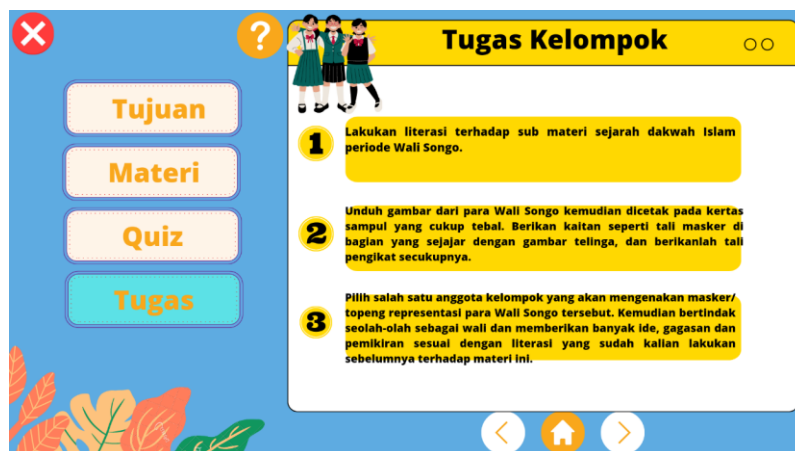 Tugas Kelompok
?
Tujuan
Materi
Quiz
Tugas
1
Lakukan literasi terhadap sub materi sejarah dakwah Islam
periode Wali Songo.
2
Unduh gambar dari para Wali Songo kemudian dicetak pada kertas
sampul yang cukup tebal. Berikan kaitan seperti tali masker di
bagian yang sejajar dengan gambar telinga, dan berikanlah tali
pengikat secukupnya.
3
Pilih salah satu anggota kelompok yang akan mengenakan masker/
topeng representasi para Wali Songo tersebut. Kemudian bertindak
seolah-olah sebagai wali dan memberikan banyak ide, gagasan dan
pemikiran sesuai dengan literasi yang sudah kalian lakukan
sebelumnya terhadap materi ini.